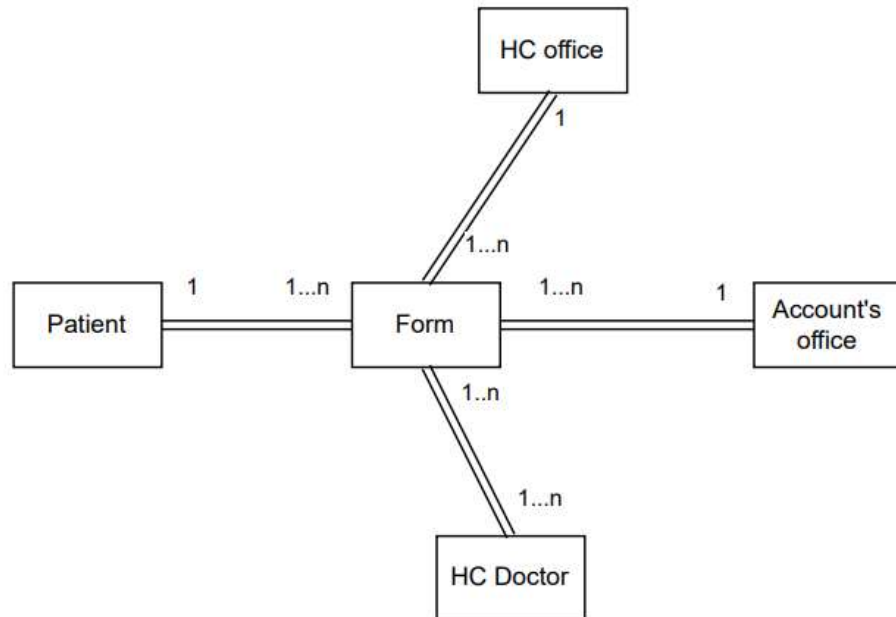 HC office
1
1...n
Patient
1
1...n
Form
1...n
1
Account's
office
1..n
1...n
HC Doctor